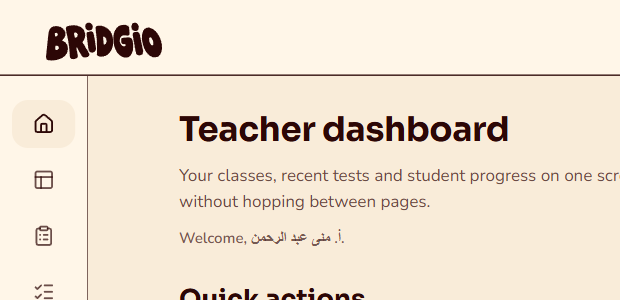 BRiDGiO
Teacher dashboard
Your classes, recent tests and student progress on one scr
without hopping between pages.
Welcome, أ. منى عبد الرحمن.
Quick actions